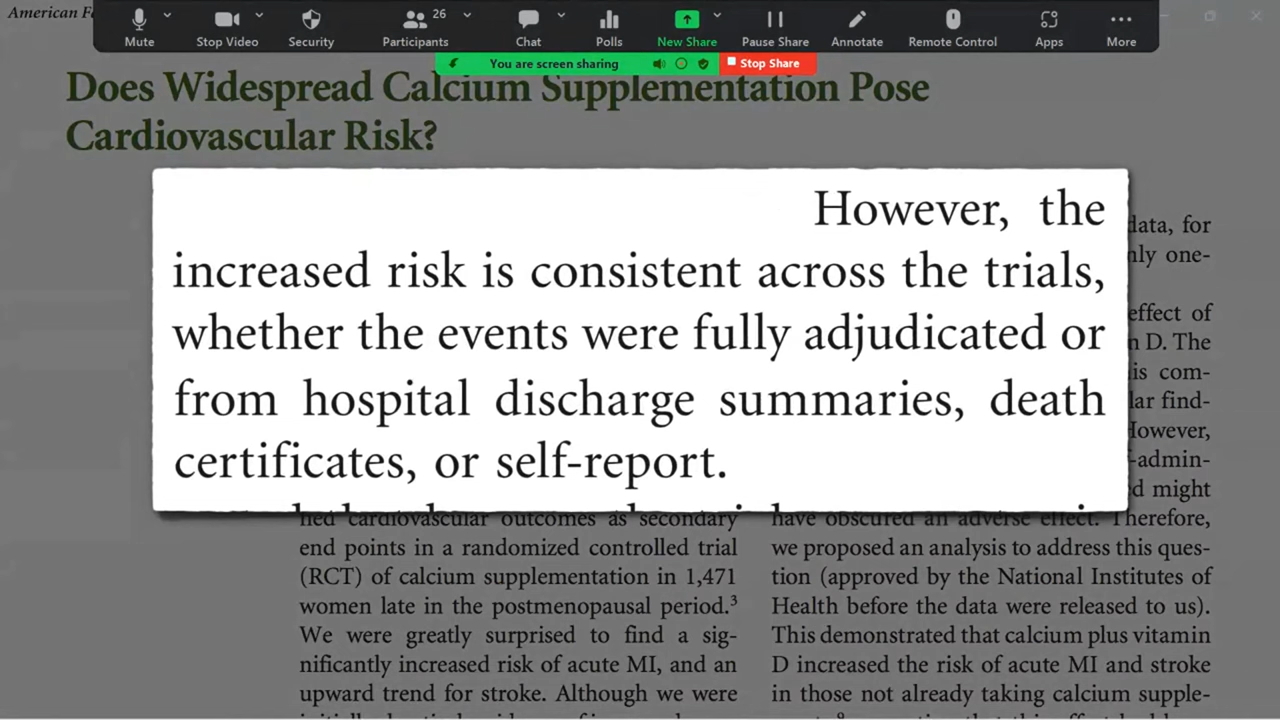 American Fa
Mute
Stop Video
Security
Participants
26
Chat
Polls
New Share
Pause Share
Annotate
Remote Control
Apps
More
You are screen sharing
Stop Share
Does Widespread Calcium Supplementation Pose
Cardiovascular Risk?
However, the
increased risk is consistent across the trials,
whether the events were fully adjudicated or
from hospital discharge summaries, death
certificates, or self-report.
data, for
one-
effect of
D. The
com-
find-
However,
might
cardiovascular outcomes as secondary
end points in a randomized controlled trial
(RCT) of calcium supplementation in 1,471
women late in the postmenopausal period.³
We were greatly surprised to find a sig-
nificantly increased risk of acute MI, and an
upward trend for stroke. Although we were
have obscured an adverse effect. Therefore,
we proposed an analysis to address this ques-
tion (approved by the National Institutes of
Health before the data were released to us).
This demonstrated that calcium plus vitamin
D increased the risk of acute MI and stroke
in those not already taking calcium supple-